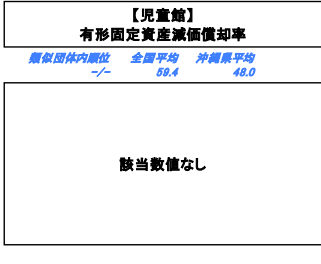 【児童館】
有形固定資産減価償却率
類似団体内順位 全国平均 沖縄県平均
-/- 59.4 48.0
該当数値なし